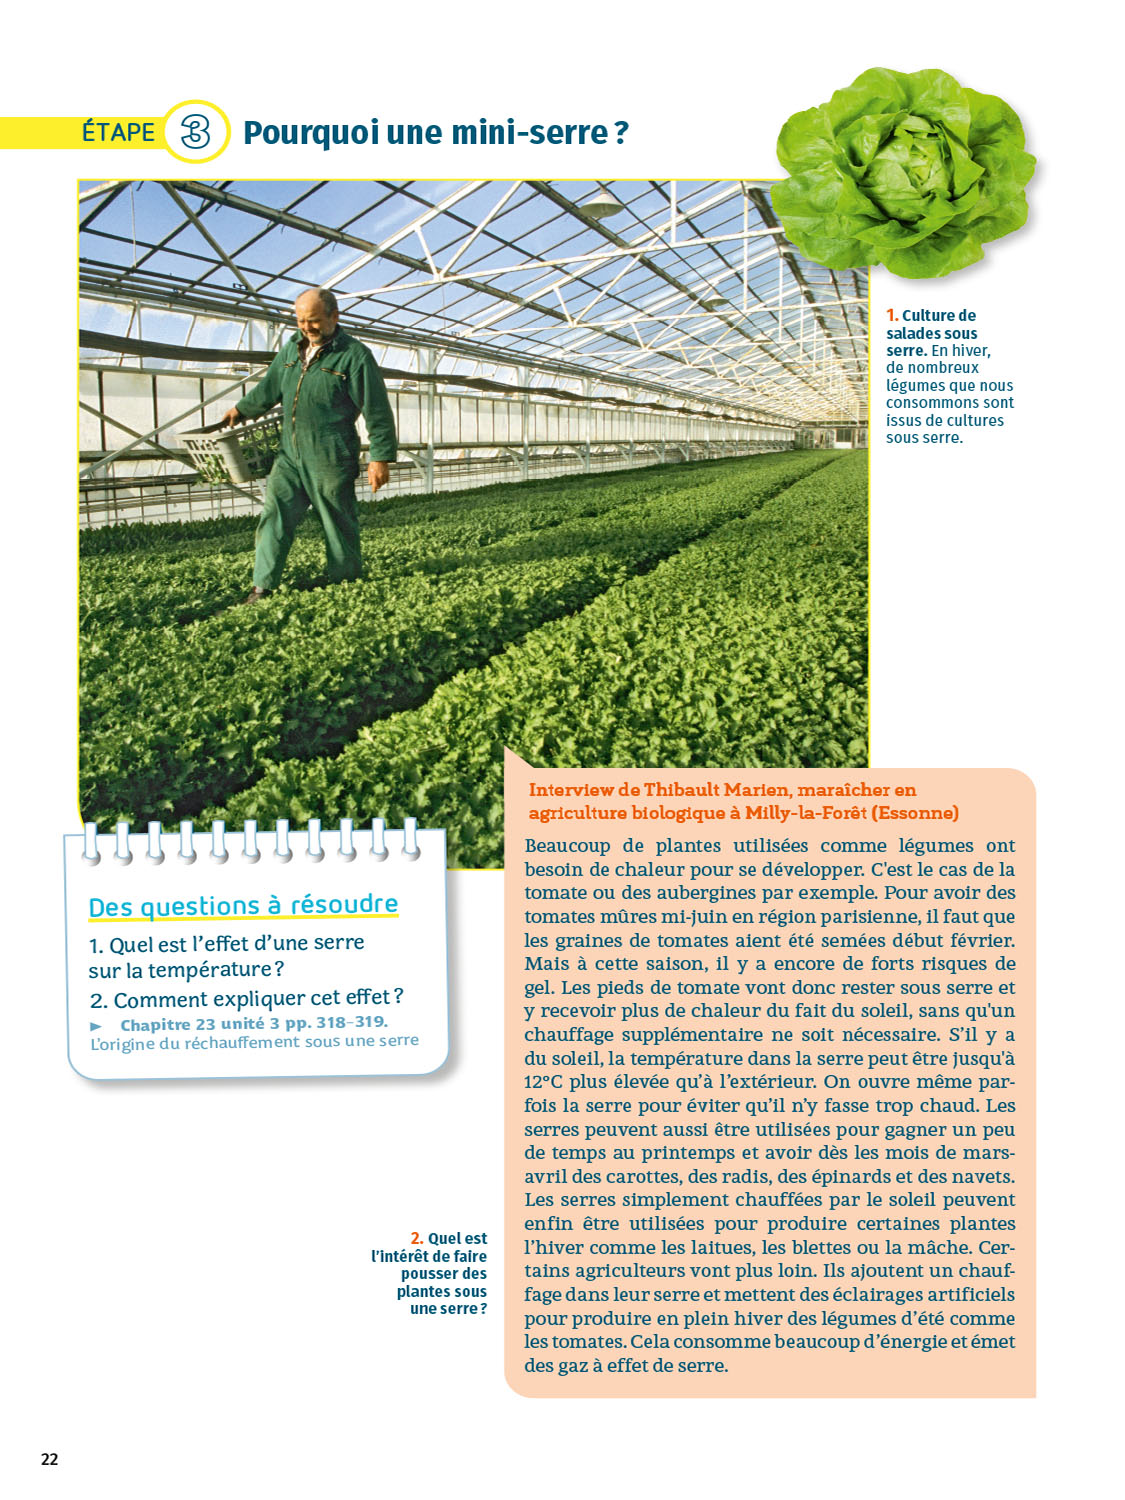 ÉTAPE 3 Pourquoi une mini-serre ?
1. Culture de
salades sous
serre. En hiver,
de nombreux
légumes que nous
consommons sont
issus de cultures
sous serre.
Des questions à résoudre
1. Quel est l’effet d’une serre
sur la température ?
2. Comment expliquer cet effet ?
► Chapitre 23 unité 3 pp. 318–319.
L’origine du réchauffement sous une serre
Interview de Thibault Marien, maraîcher en
agriculture biologique à Milly-la-Forêt (Essonne)
Beaucoup de plantes utilisées comme légumes ont
besoin de chaleur pour se développer. C'est le cas de la
tomate ou des aubergines par exemple. Pour avoir des
tomates mûres mi-juin en région parisienne, il faut que
les graines de tomates aient été semées début février.
Mais à cette saison, il y a encore de forts risques de
gel. Les pieds de tomate vont donc rester sous serre et
y recevoir plus de chaleur du fait du soleil, sans qu'un
chauffage supplémentaire ne soit nécessaire. S’il y a
du soleil, la température dans la serre peut être jusqu'à
12°C plus élevée qu’à l’extérieur. On ouvre même par-
fois la serre pour éviter qu’il n’y fasse trop chaud. Les
serres peuvent aussi être utilisées pour gagner un peu
de temps au printemps et avoir dès les mois de mars-
avril des carottes, des radis, des épinards et des navets.
Les serres simplement chauffées par le soleil peuvent
enfin être utilisées pour produire certaines plantes
l’hiver comme les laitues, les blettes ou la mâche. Cer-
tains agriculteurs vont plus loin. Ils ajoutent un chauf-
fage dans leur serre et mettent des éclairages artificiels
pour produire en plein hiver des légumes d’été comme
les tomates. Cela consomme beaucoup d’énergie et émet
des gaz à effet de serre.
2. Quel est
l’intérêt de faire
pousser des
plantes sous
une serre ?
22